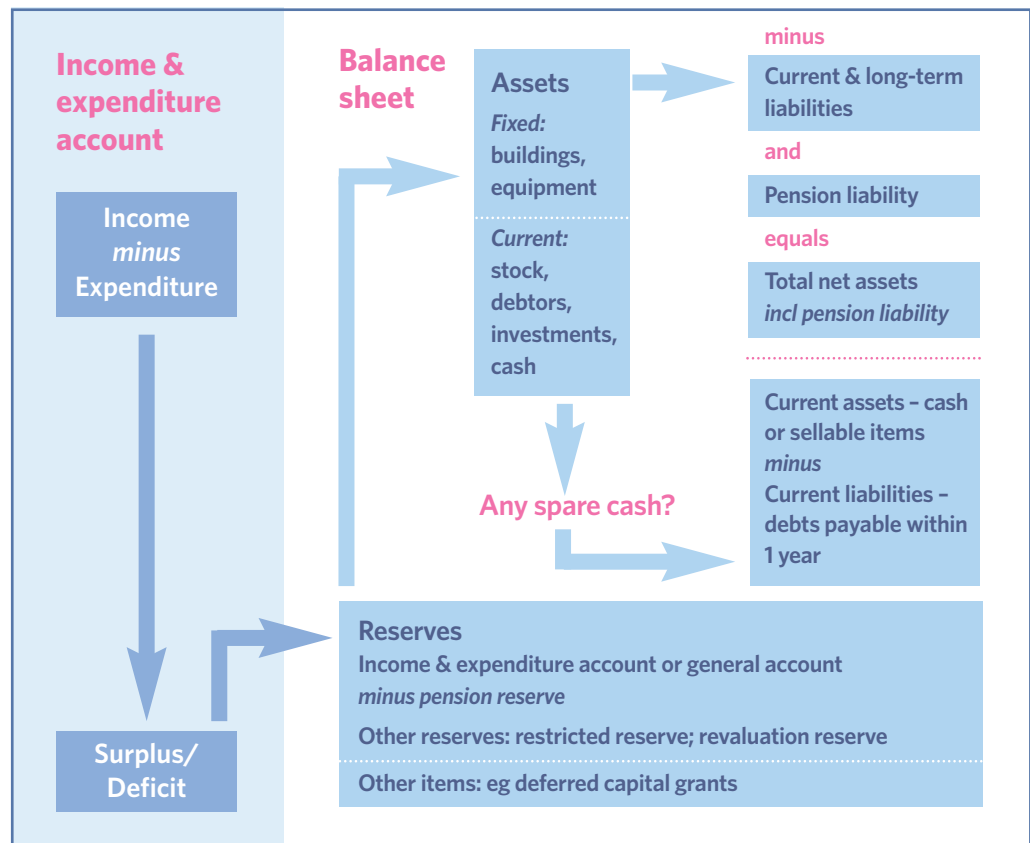 Income &
expenditure
account
Income
minus
Expenditure
Surplus/
Deficit
Balance
sheet
Assets
Fixed:
buildings,
equipment
Current:
stock,
debtors,
investments,
cash
Any spare cash?
minus
Current & long-term
liabilities
and
Pension liability
equals
Total net assets
incl pension liability
Current assets – cash
or sellable items
minus
Current liabilities –
debts payable within
1 year
Reserves
Income & expenditure account or general account
minus pension reserve
Other reserves: restricted reserve; revaluation reserve
Other items: eg deferred capital grants